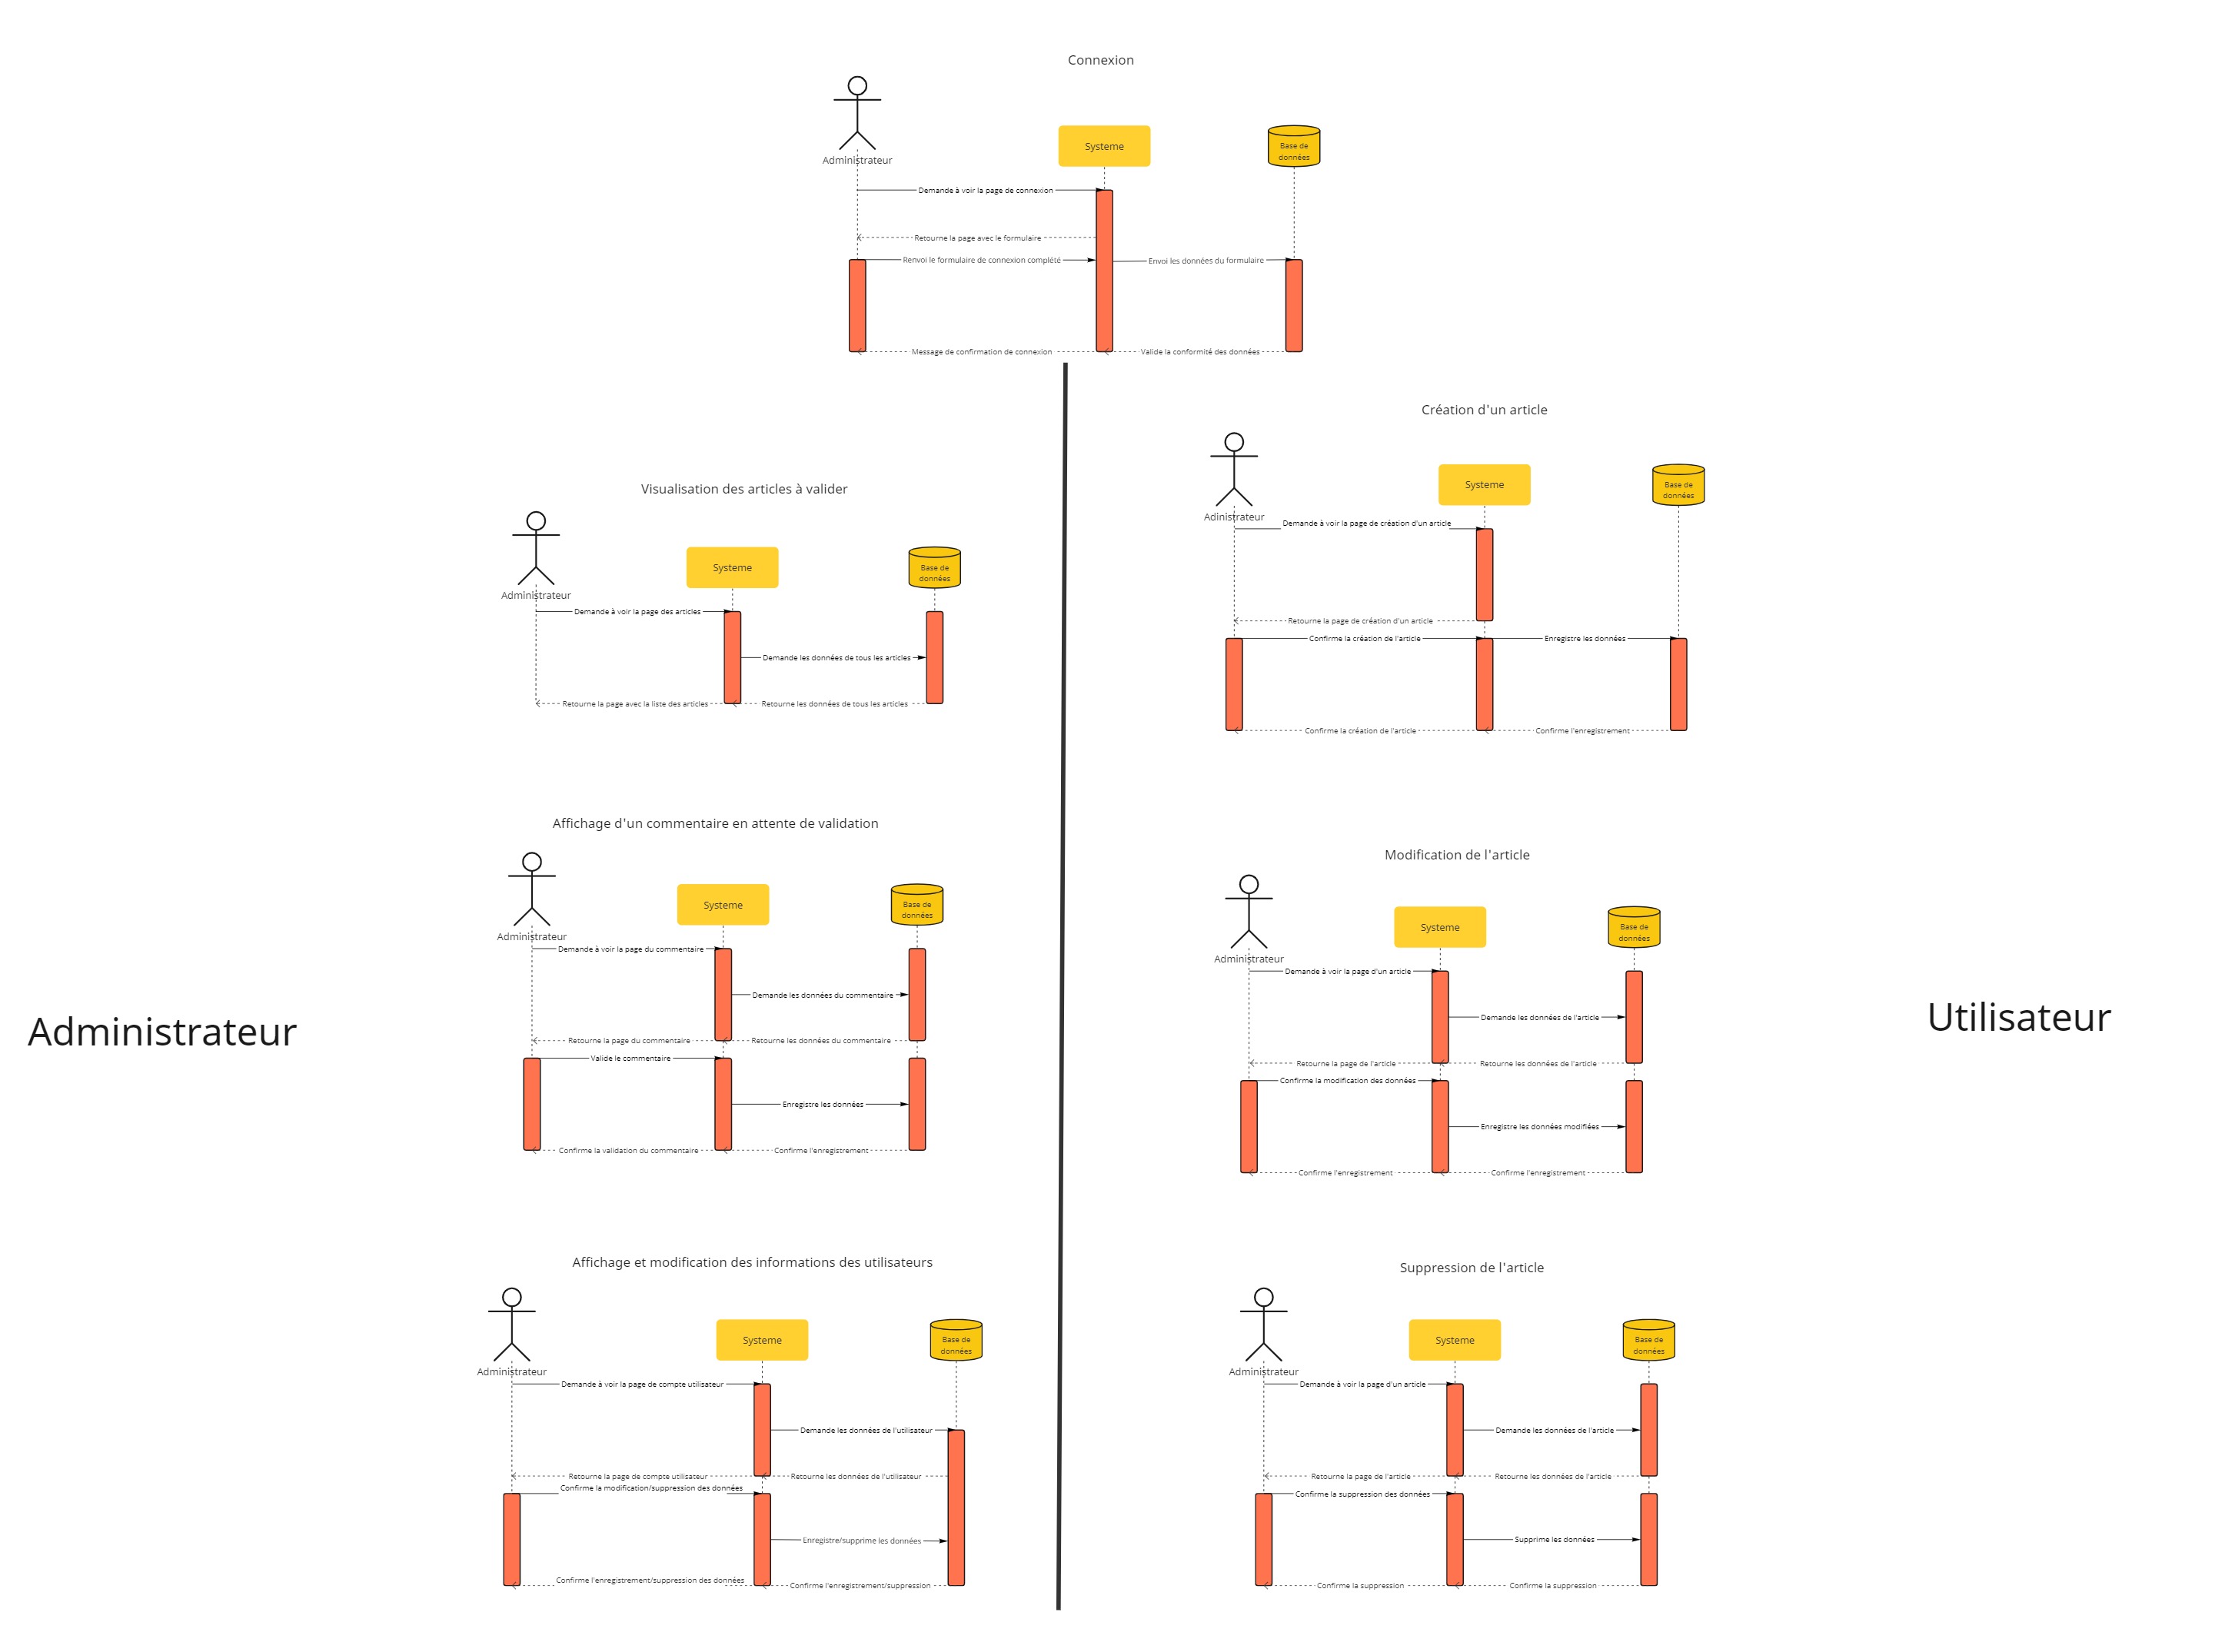 Connexion
Administrateur
Systeme
Base de
données
Demande à voir la page de connexion
Retourne la page avec le formulaire
Renvoi le formulaire de connexion complété
Envoi les données du formulaire
Message de confirmation de connexion
Valide la conformité des données
Administrateur
Visualisation des articles à valider
Administrateur
Systeme
Base de
données
Demande à voir la page des articles
Demande les données de tous les articles
Retourne la page avec la liste des articles
Retourne les données de tous les articles
Affichage d'un commentaire en attente de validation
Administrateur
Systeme
Base de
données
Demande à voir la page du commentaire
Demande les données du commentaire
Retourne la page du commentaire
Retourne les données du commentaire
Valide le commentaire
Enregistre les données
Confirme la validation du commentaire
Confirme l'enregistrement
Affichage et modification des informations des utilisateurs
Administrateur
Systeme
Base de
données
Demande à voir la page de compte utilisateur
Demande les données de l'utilisateur
Retourne la page de compte utilisateur
Retourne les données de l'utilisateur
Confirme la modification/suppression des données
Enregistre/supprime les données
Confirme l'enregistrement/suppression des données
Confirme l'enregistrement/suppression
Utilisateur
Création d'un article
Adinistrateur
Systeme
Base de
données
Demande à voir la page de création d'un article
Retourne la page de création d'un article
Confirme la création de l'article
Enregistre les données
Confirme la création de l'article
Confirme l'enregistrement
Modification de l'article
Administrateur
Systeme
Base de
données
Demande à voir la page d'un article
Demande les données de l'article
Retourne la page de l'article
Retourne les données de l'article
Confirme la modification des données
Enregistre les données modifiées
Confirme l'enregistrement
Confirme l'enregistrement
Suppression de l'article
Administrateur
Systeme
Base de
données
Demande à voir la page d'un article
Demande les données de l'article
Retourne la page de l'article
Retourne les données de l'article
Confirme la suppression des données
Supprime les données
Confirme la suppression
Confirme la suppression